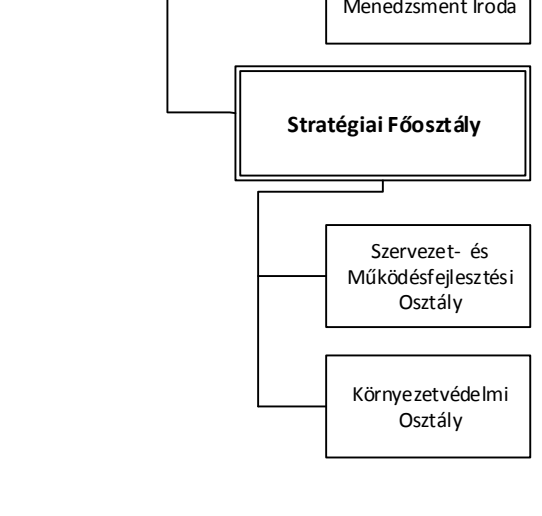 Menedzsment Iroda
Stratégiai Főosztály
Szervezet- és
Működésfejlesztési
Osztály
Környezetvédelmi
Osztály